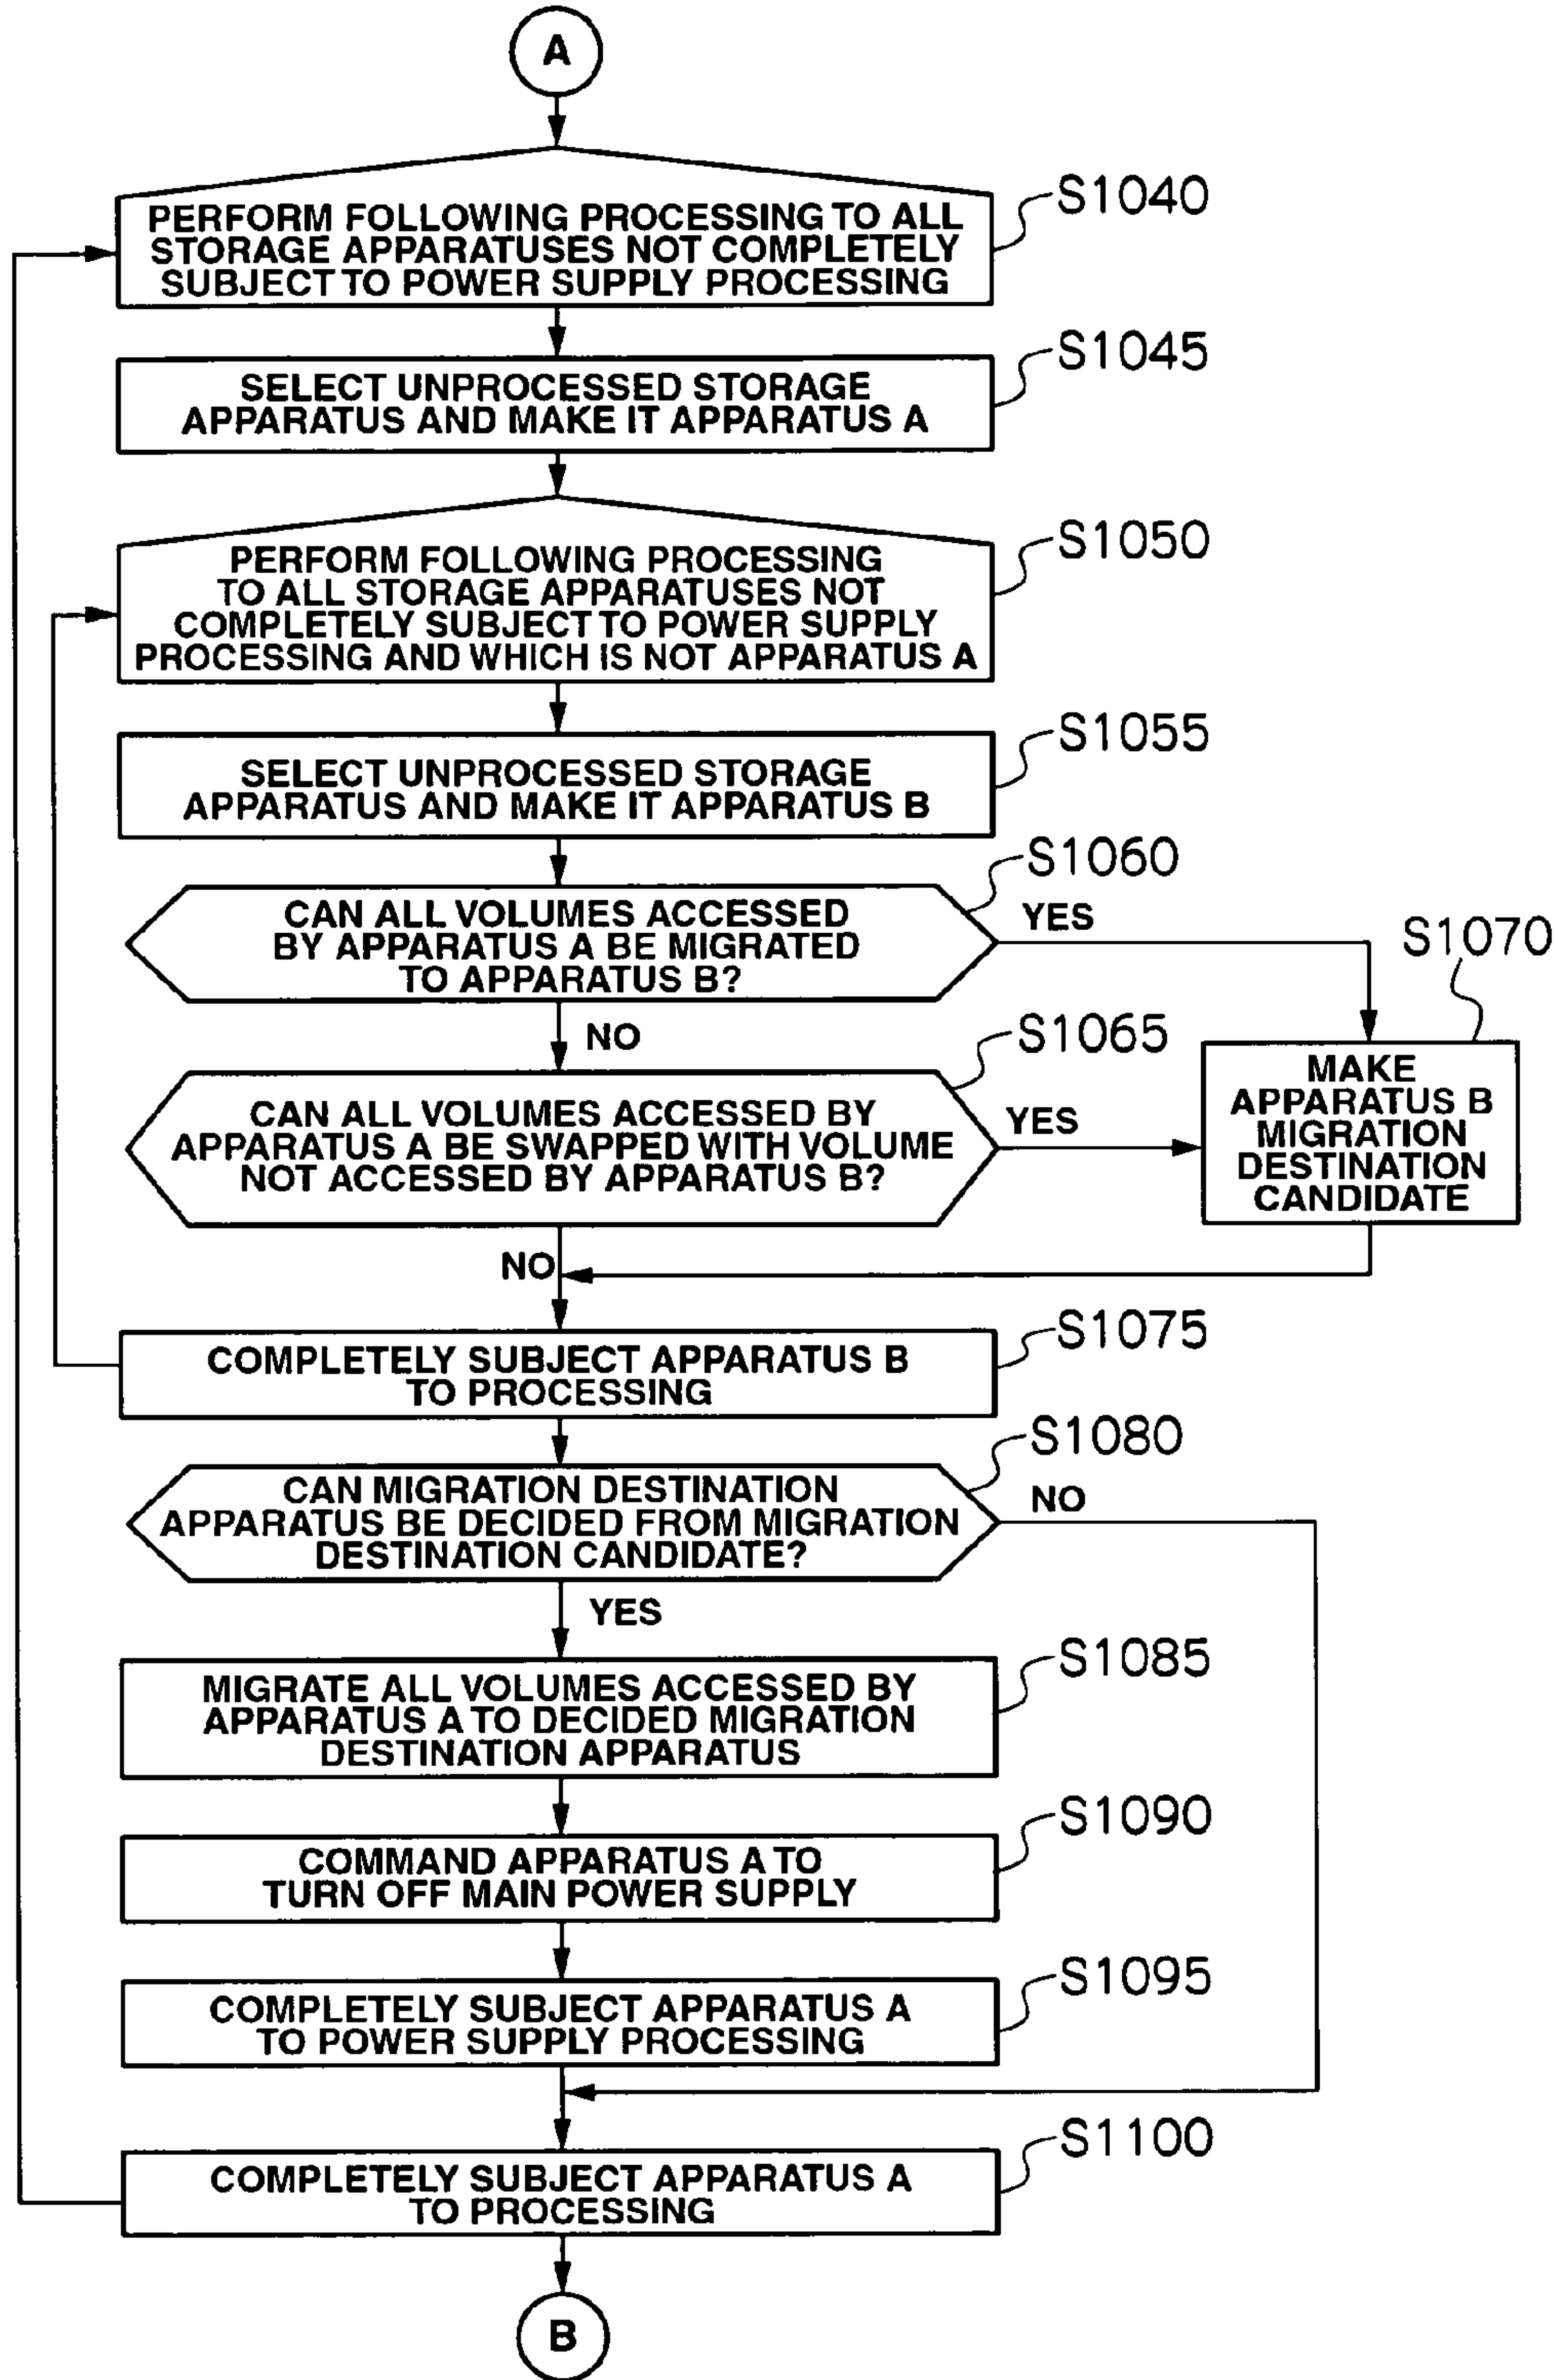 A
PERFORM FOLLOWING PROCESSING TO ALL
STORAGE APPARATUSES NOT COMPLETELY
SUBJECT TO POWER SUPPLY PROCESSING
S1040
SELECT UNPROCESSED STORAGE
APPARATUS AND MAKE IT APPARATUS A
S1045
PERFORM FOLLOWING PROCESSING
TO ALL STORAGE APPARATUSES NOT
COMPLETELY SUBJECT TO POWER SUPPLY
PROCESSING AND WHICH IS NOT APPARATUS A
S1050
SELECT UNPROCESSED STORAGE
APPARATUS AND MAKE IT APPARATUS B
S1055
CAN ALL VOLUMES ACCESSED
BY APPARATUS A BE MIGRATED
TO APPARATUS B?
S1060
YES
NO
CAN ALL VOLUMES ACCESSED BY
APPARATUS A BE SWAPPED WITH VOLUME
NOT ACCESSED BY APPARATUS B?
S1065
YES
NO
MAKE
APPARATUS B
MIGRATION
DESTINATION
CANDIDATE
S1070
COMPLETELY SUBJECT APPARATUS B
TO PROCESSING
S1075
CAN MIGRATION DESTINATION
APPARATUS BE DECIDED FROM MIGRATION
DESTINATION CANDIDATE?
S1080
NO
YES
MIGRATE ALL VOLUMES ACCESSED BY
APPARATUS A TO DECIDED MIGRATION
DESTINATION APPARATUS
S1085
COMMAND APPARATUS A TO
TURN OFF MAIN POWER SUPPLY
S1090
COMPLETELY SUBJECT APPARATUS A
TO POWER SUPPLY PROCESSING
S1095
COMPLETELY SUBJECT APPARATUS A
TO PROCESSING
S1100
B